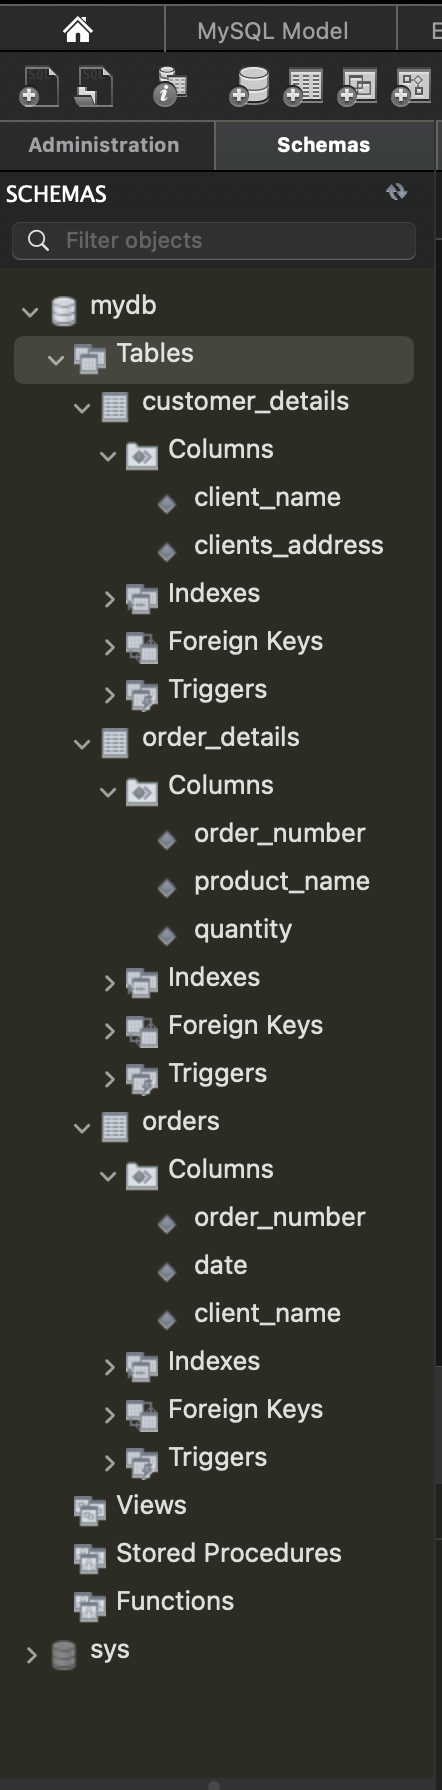 MySQL Model
E
Administration
Schemas
SCHEMAS
Filter objects
mydb
Tables
customer_details
Columns
client_name
clients_address
Indexes
Foreign Keys
Triggers
order_details
Columns
order_number
product_name
quantity
Indexes
Foreign Keys
Triggers
orders
Columns
order_number
date
client_name
Indexes
Foreign Keys
Triggers
Views
Stored Procedures
Functions
sys